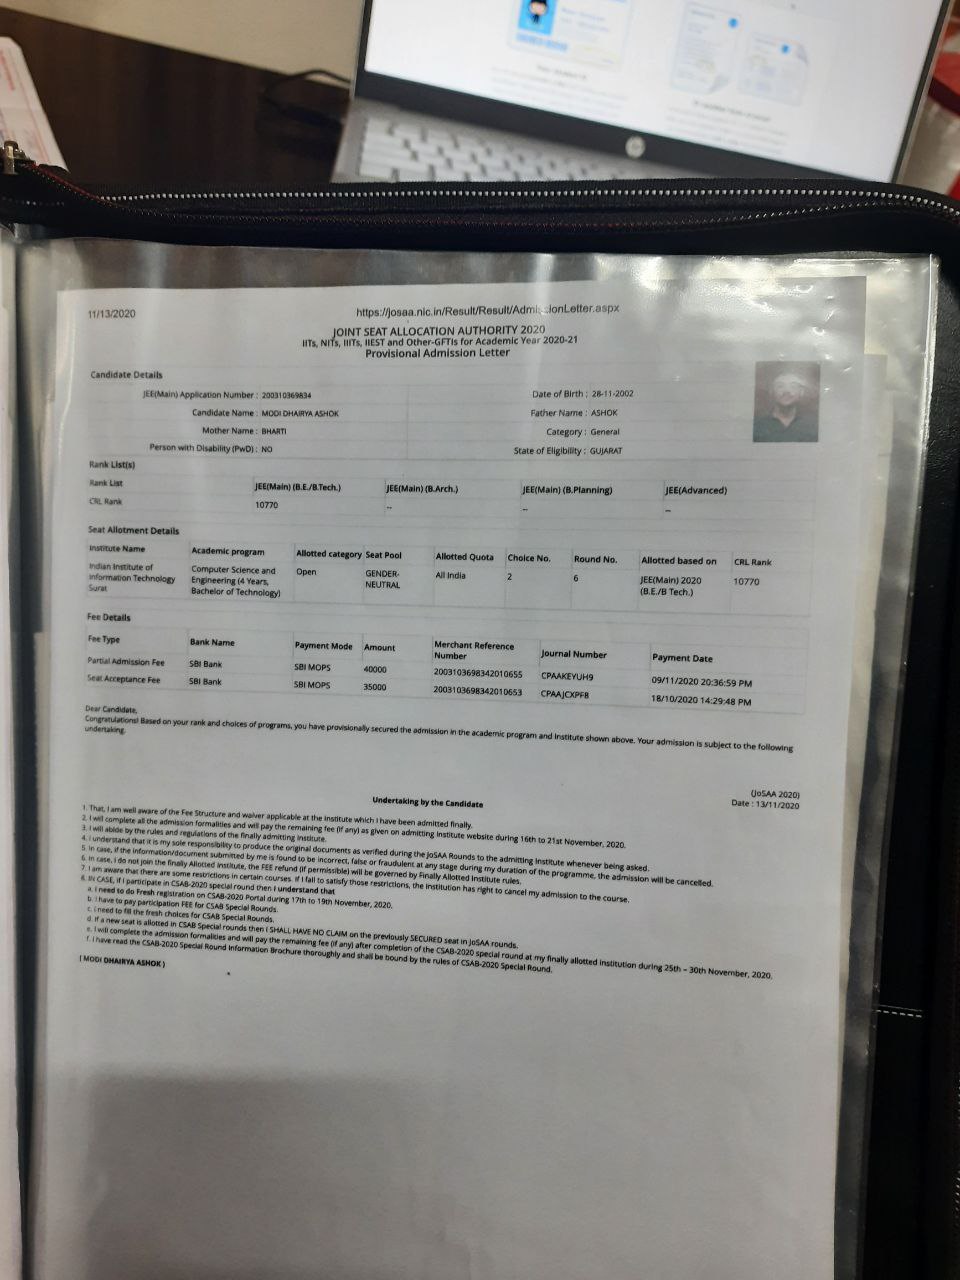 11/13/2020 https://josaa.nic.in/Result/Result/AdmissionLetter.aspx
JOINT SEAT ALLOCATION AUTHORITY 2020
IITs, NITs, IIITs, IIEST and Other-GFTIs for Academic Year 2020-21
Provisional Admission Letter
Candidate Details
JEE(Main) Application Number : 200310369834 Date of Birth : 28-11-2002
Candidate Name : MODI DHAIRYA ASHOK Father Name : ASHOK
Mother Name : BHARTI Category : General
Person with Disability (PwD) : NO State of Eligibility : GUJARAT
Rank List(s)
Rank List JEE(Main) (B.E./B.Tech.) JEE(Main) (B.Arch.) JEE(Main) (B.Planning) JEE(Advanced)
CRL Rank 10770 -- -- --
Seat Allotment Details
Institute Name Academic program Allotted category Seat Pool Allotted Quota Choice No. Round No. Allotted based on CRL Rank
Indian Institute of Computer Science and Open GENDER- All India 2 6 JEE(Main) 2020 10770
Information Technology Engineering (4 Years, NEUTRAL (B.E./B Tech.)
Surat Bachelor of Technology)
Fee Details
Fee Type Bank Name Payment Mode Amount Merchant Reference Journal Number Payment Date
Number
Partial Admission Fee SBI Bank SBI MOPS 40000 2003103698342010655 CPAAKEYUH9 09/11/2020 20:36:59 PM
Seat Acceptance Fee SBI Bank SBI MOPS 35000 2003103698342010653 CPAAJCXPF8 18/10/2020 14:29:48 PM
Dear Candidate,
Congratulations! Based on your rank and choices of programs, you have provisionally secured the admission in the academic program and Institute shown above. Your admission is subject to the following
undertaking.
(JoSAA 2020)
Date : 13/11/2020
Undertaking by the Candidate
1. That, I am well aware of the Fee Structure and waiver applicable at the Institute which I have been admitted finally.
2. I will complete all the admission formalities and will pay the remaining fee (if any) as given on admitting Institute website during 16th to 21st November, 2020.
3. I will abide by the rules and regulations of the finally admitting Institute.
4. I understand that it is my sole responsibility to produce the original documents as verified during the JoSAA Rounds to the admitting Institute whenever being asked.
5. In case, if the information/document submitted by me is found to be incorrect, false or fraudulent at any stage during my duration of the programme, the admission will be cancelled.
6. In case, I do not join the finally Allotted Institute, the FEE refund (if permissible) will be governed by Finally Allotted Institute rules.
7. I am aware that there are some restrictions in certain courses. If I fail to satisfy those restrictions, the Institution has right to cancel my admission to the course.
8. IN CASE, if I participate in CSAB-2020 special round then I understand that
a. I need to do Fresh registration on CSAB-2020 Portal during 17th to 19th November, 2020.
b. I have to pay participation FEE for CSAB Special Rounds.
c. I need to fill the fresh choices for CSAB Special Rounds.
d. If a new seat is allotted in CSAB Special rounds then I SHALL HAVE NO CLAIM on the previously SECURED seat in JoSAA rounds.
e. I will complete the admission formalities and will pay the remaining fee (if any) after completion of the CSAB-2020 special round at my finally allotted institution during 25th - 30th November, 2020.
f. I have read the CSAB-2020 Special Round Information Brochure thoroughly and shall be bound by the rules of CSAB-2020 Special Round.
( MODI DHAIRYA ASHOK )